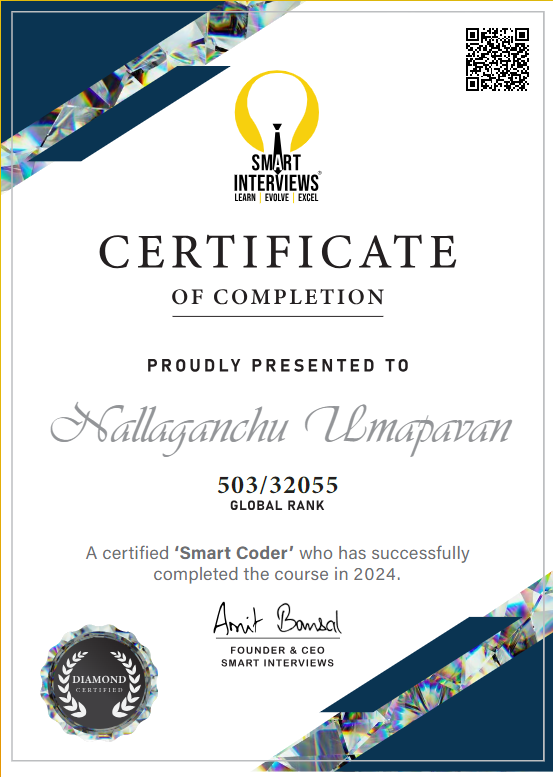 SMART
INTERVIEWS®
LEARN | EVOLVE | EXCEL
CERTIFICATE
OF COMPLETION
PROUDLY PRESENTED TO
Nallaganchu Umapavan
503/32055
GLOBAL RANK
A certified ‘Smart Coder’ who has successfully
completed the course in 2024.
Amit Bansal
FOUNDER & CEO
SMART INTERVIEWS
DIAMOND
CERTIFIED